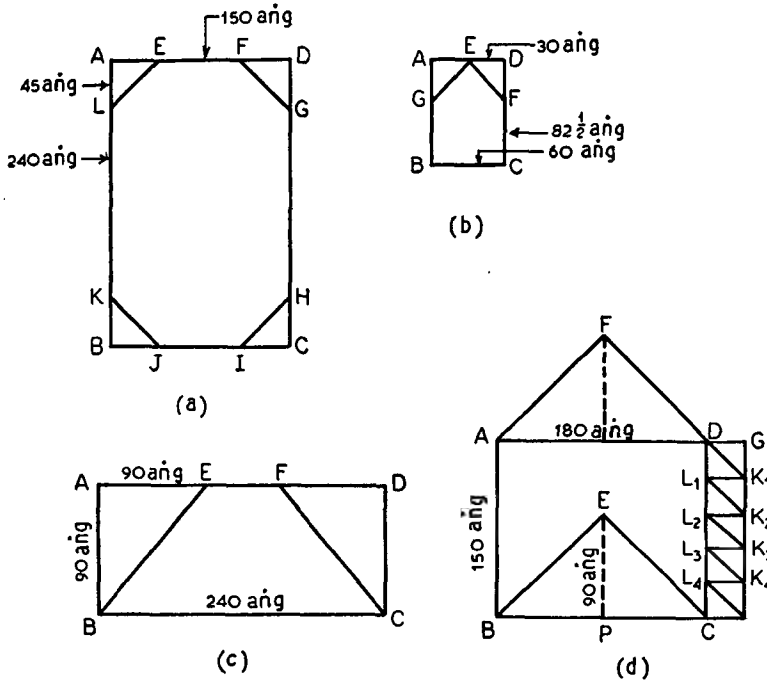 150 aṅg
A E F D
45 aṅg
L G
240 aṅg
K H
B J I C
(a)
A E D 30 aṅg
G F
82 1/2 aṅg
60 aṅg
B C
(b)
A 90 aṅg E F D
90 aṅg
240 aṅg
B C
(c)
F
A 180 aṅg D G
L₁ K₁
150 aṅg
E L₂ K₂
L₃ K₃
90 aṅg
L₄ K₄
B P C
(d)